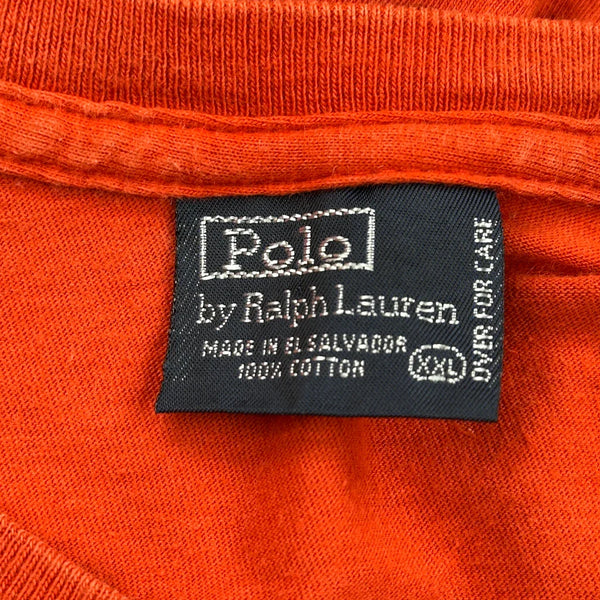 Polo
by Ralph Lauren
MADE IN EL SALVADOR
100% COTTON
XXL
OVER FOR CARE